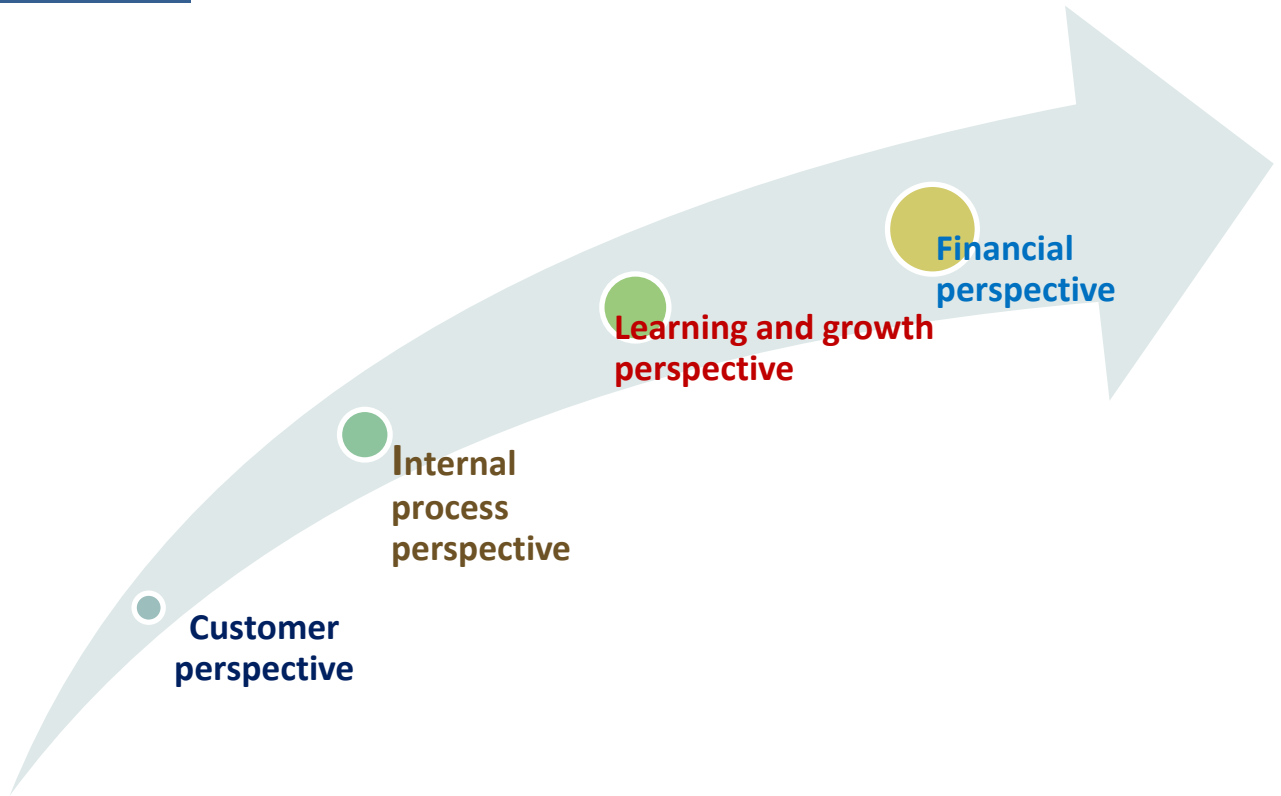 Financial
perspective
Learning and growth
perspective
Internal
process
perspective
Customer
perspective